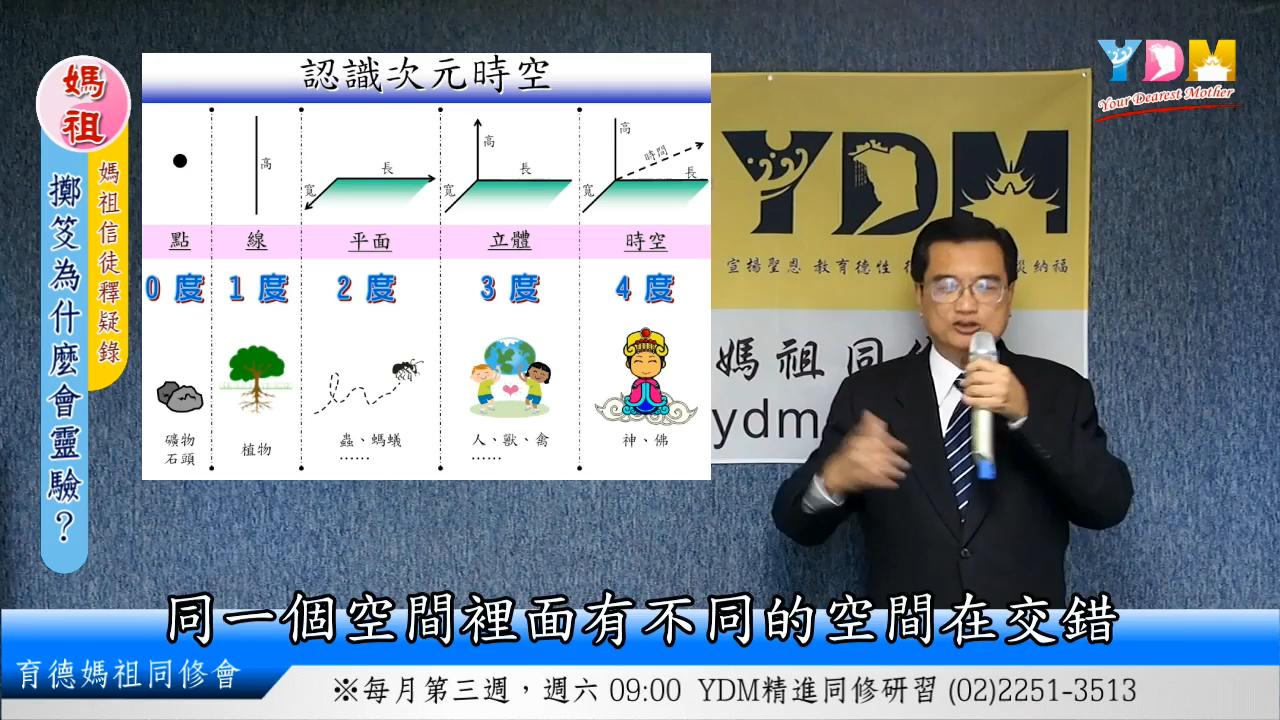 媽祖
媽祖信徒釋疑錄
擲筊為什麼會靈驗？
認識次元時空
高
長
寬
高
長
寬
高
時間
長
寬
點 線 平面 立體 時空
0 度 1 度 2 度 3 度 4 度
礦物
石頭
植物
蟲、螞蟻
……
人、獸、禽
……
神、佛
YDM
Your Dearest Mother
YDM
宣揚聖恩 教育德性
納福
媽祖同
ydm
同一個空間裡面有不同的空間在交錯
育德媽祖同修會
※每月第三週，週六 09:00 YDM精進同修研習 (02)2251-3513